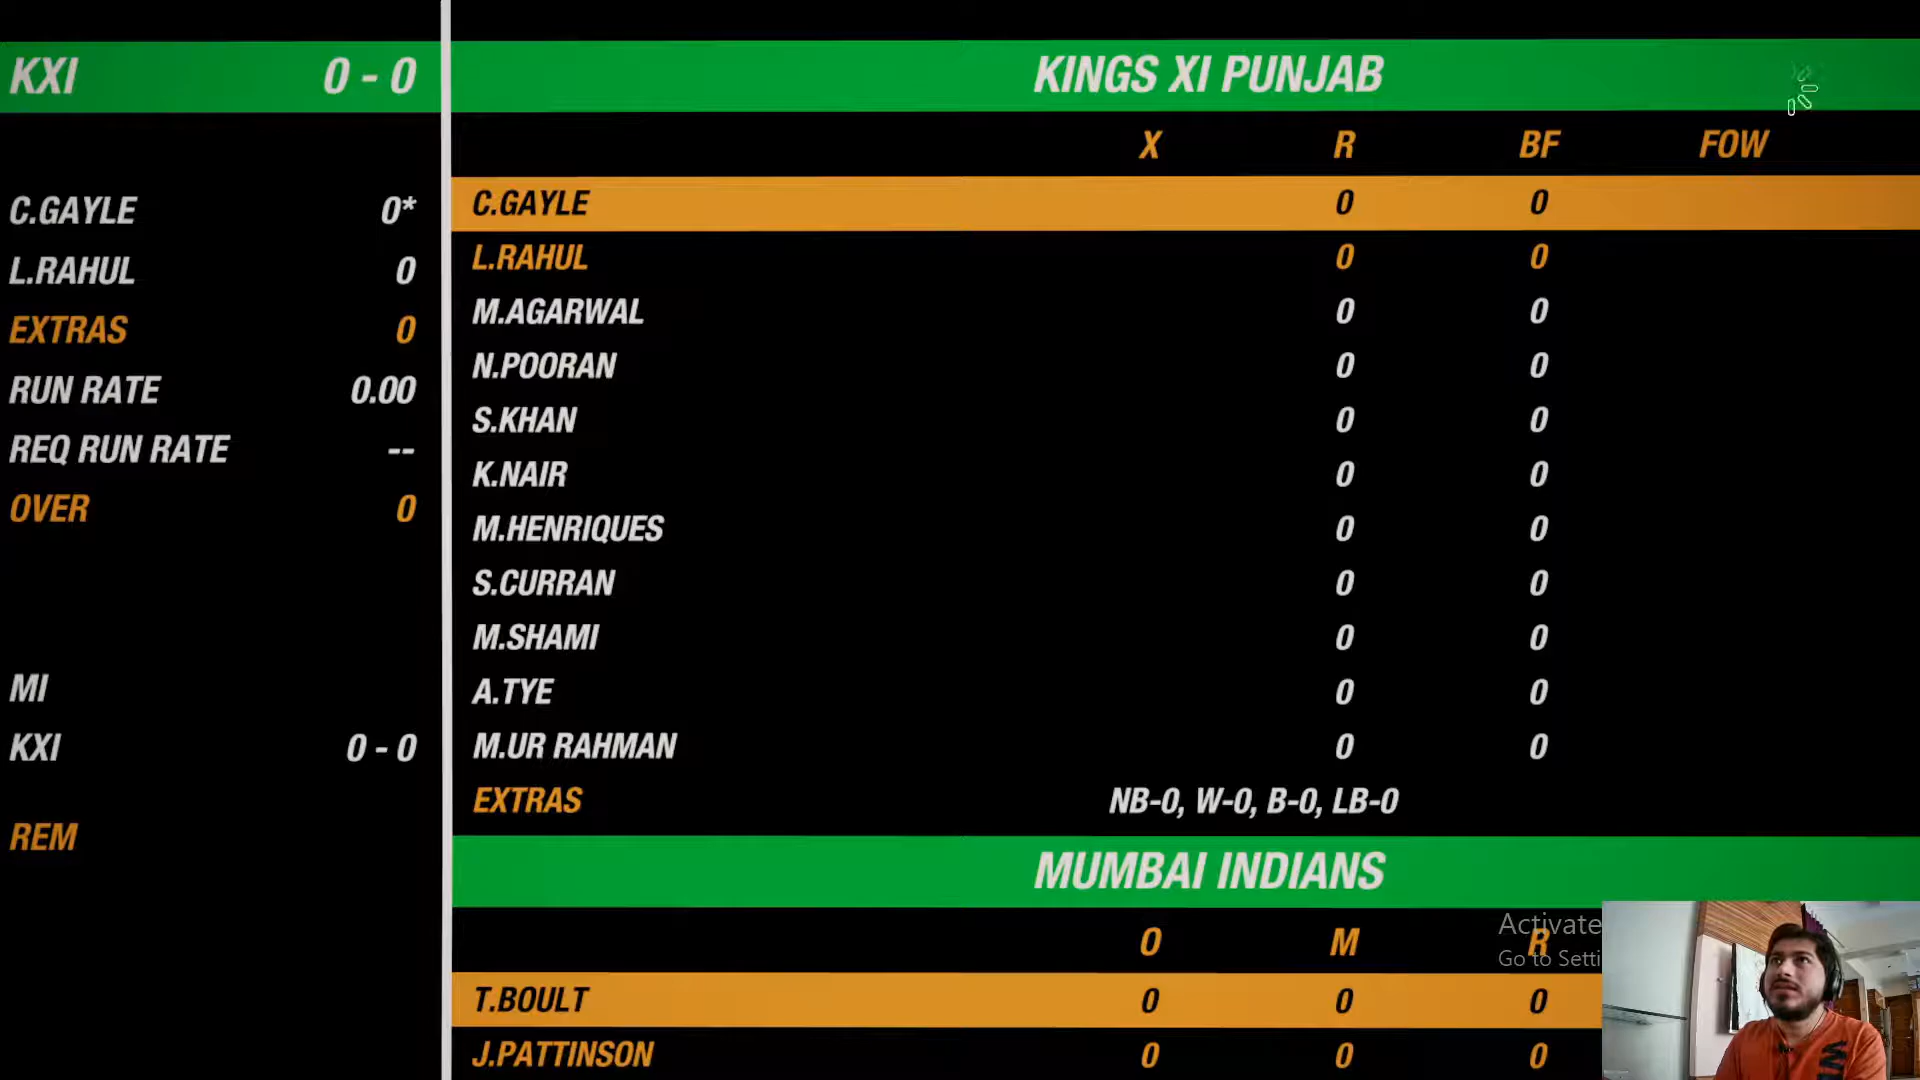 KXI 0 - 0
C.GAYLE 0*
L.RAHUL 0
EXTRAS 0
RUN RATE 0.00
REQ RUN RATE --
OVER 0
MI
KXI 0 - 0
REM
KINGS XI PUNJAB
X R BF FOW
C.GAYLE 0 0
L.RAHUL 0 0
M.AGARWAL 0 0
N.POORAN 0 0
S.KHAN 0 0
K.NAIR 0 0
M.HENRIQUES 0 0
S.CURRAN 0 0
M.SHAMI 0 0
A.TYE 0 0
M.UR RAHMAN 0 0
EXTRAS NB-0, W-0, B-0, LB-0
MUMBAI INDIANS
O M R
T.BOULT 0 0 0
J.PATTINSON 0 0 0
Activate
Go to Setti